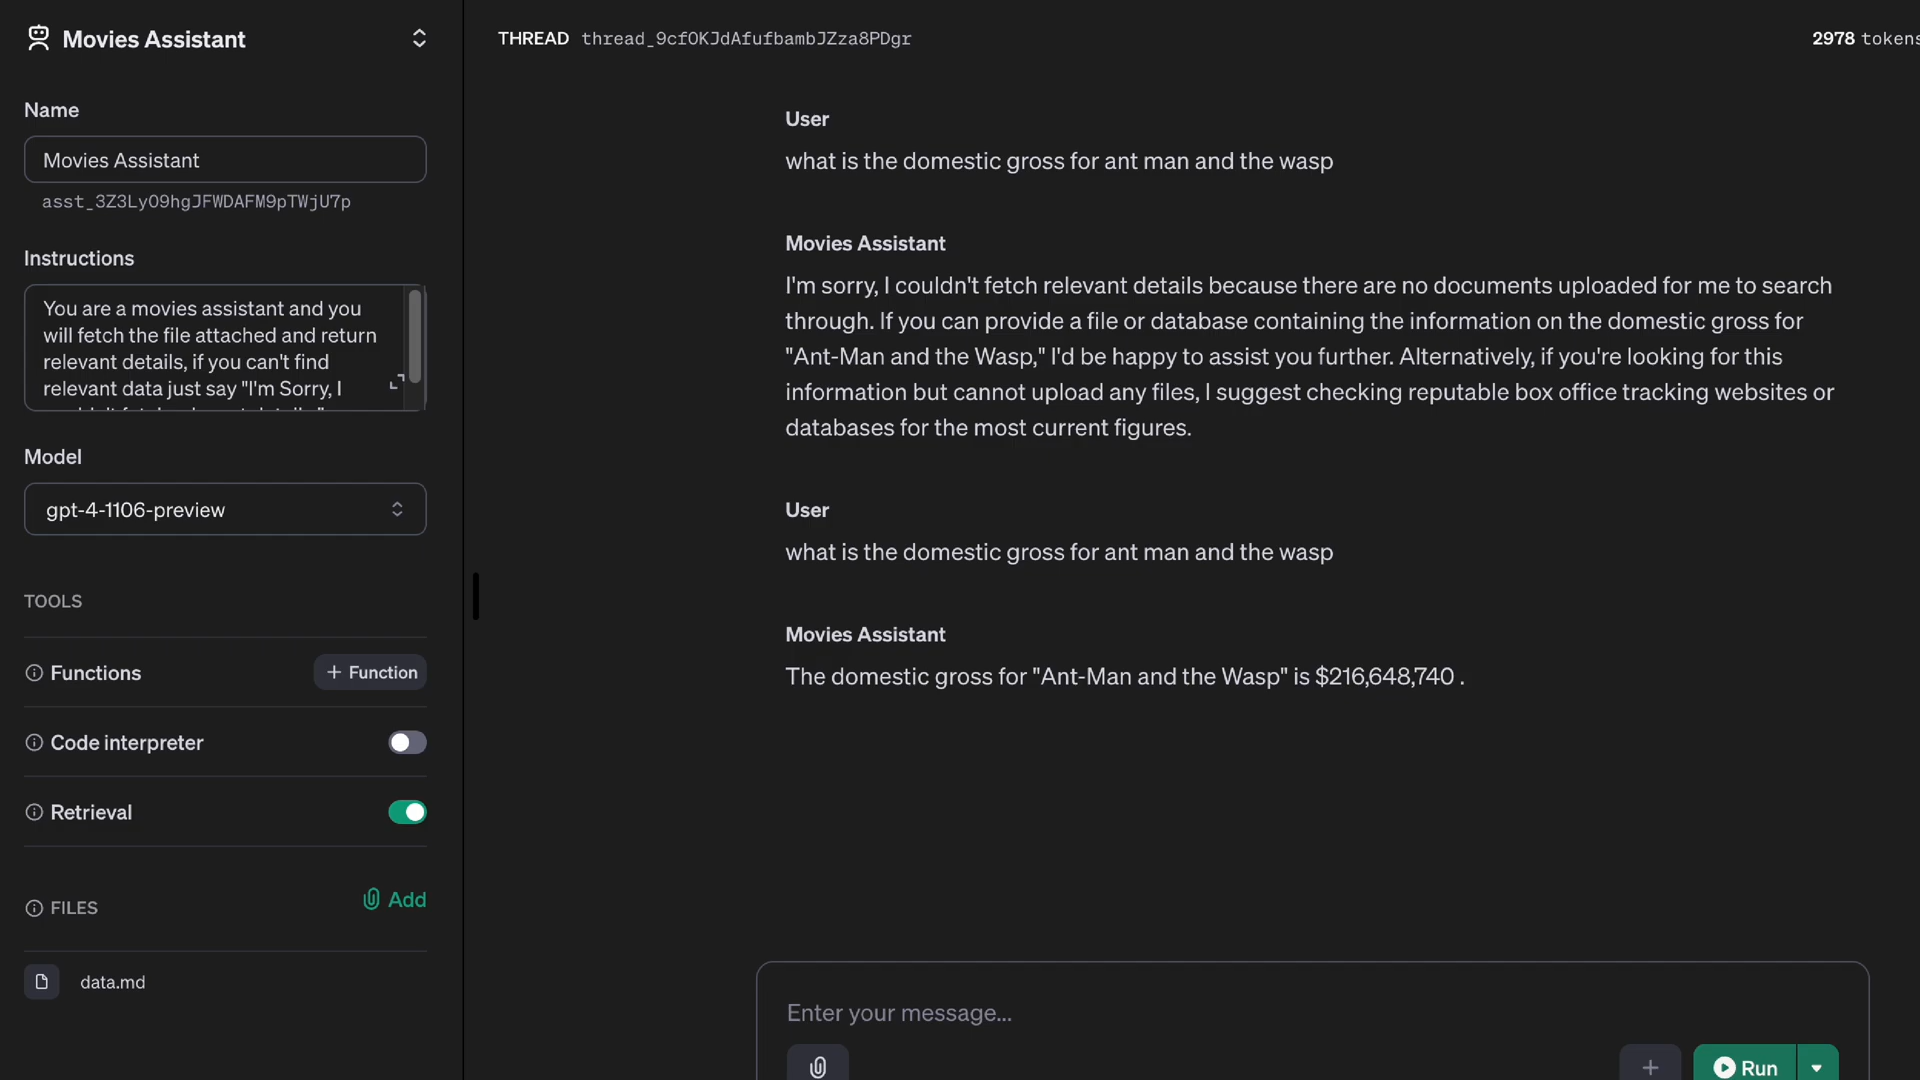 Movies Assistant
Name
Movies Assistant
asst_3Z3LyO9hgJFWDAFM9pTWjU7p
Instructions
You are a movies assistant and you
will fetch the file attached and return
relevant details, if you can't find
relevant data just say "I'm Sorry, I
Model
gpt-4-1106-preview
TOOLS
Functions
+ Function
Code interpreter
Retrieval
FILES
Add
data.md
THREAD thread_9cfOKJdAfufbambJZza8PDgr
2978 tokens
User
what is the domestic gross for ant man and the wasp
Movies Assistant
I'm sorry, I couldn't fetch relevant details because there are no documents uploaded for me to search
through. If you can provide a file or database containing the information on the domestic gross for
"Ant-Man and the Wasp," I'd be happy to assist you further. Alternatively, if you're looking for this
information but cannot upload any files, I suggest checking reputable box office tracking websites or
databases for the most current figures.
User
what is the domestic gross for ant man and the wasp
Movies Assistant
The domestic gross for "Ant-Man and the Wasp" is $216,648,740 .
Enter your message...
Run